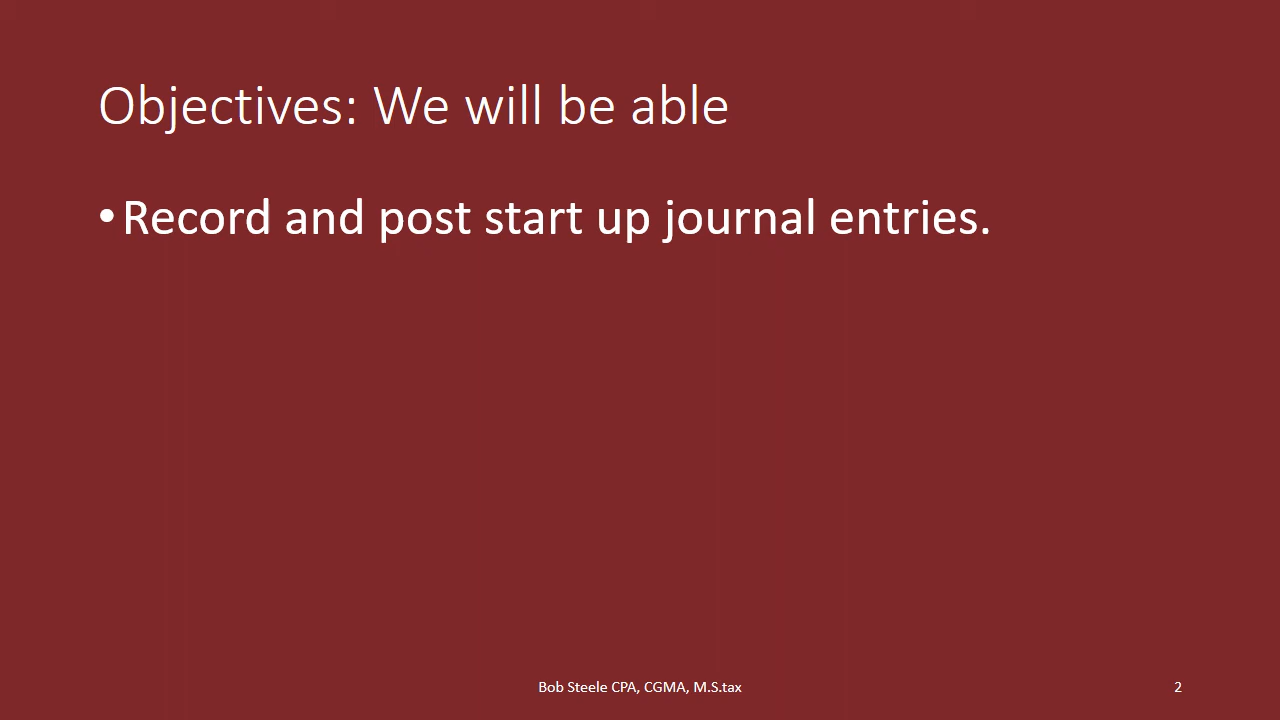 Objectives: We will be able
• Record and post start up journal entries.
Bob Steele CPA, CGMA, M.S.tax
2